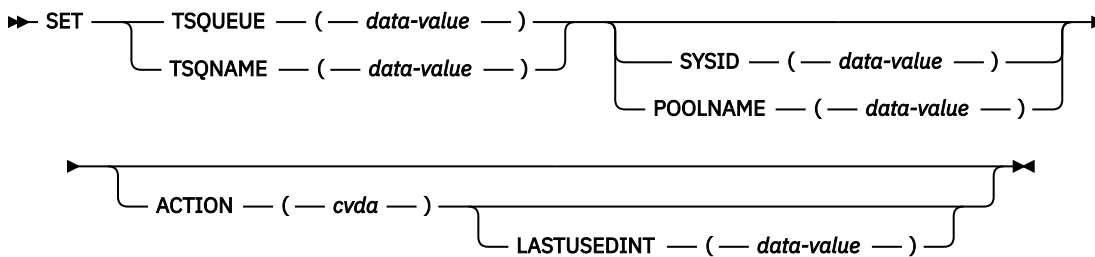 SET TSQUEUE ( data-value )
TSQNAME ( data-value )
SYSID ( data-value )
POOLNAME ( data-value )
ACTION ( cvda )
LASTUSEDINT ( data-value )